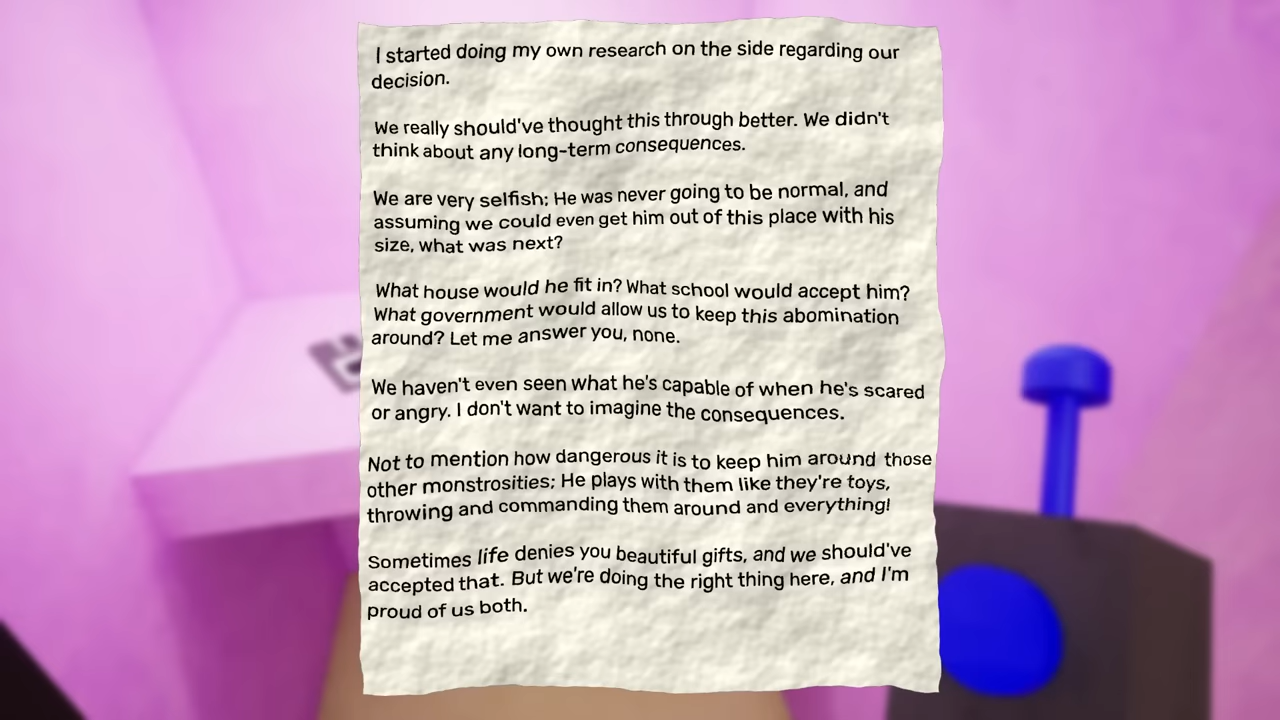 I started doing my own research on the side regarding our
decision.
We really should've thought this through better. We didn't
think about any long-term consequences.
We are very selfish; He was never going to be normal, and
assuming we could even get him out of this place with his
size, what was next?
What house would he fit in? What school would accept him?
What government would allow us to keep this abomination
around? Let me answer you, none.
We haven't even seen what he's capable of when he's scared
or angry. I don't want to imagine the consequences.
Not to mention how dangerous it is to keep him around those
other monstrosities; He plays with them like they're toys,
throwing and commanding them around and everything!
Sometimes life denies you beautiful gifts, and we should've
accepted that. But we're doing the right thing here, and I'm
proud of us both.